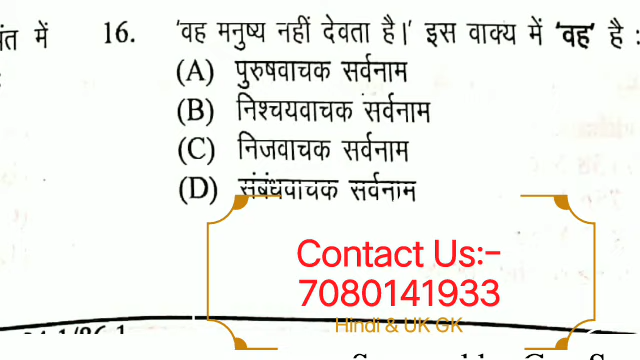 ंत में 16. 'वह मनुष्य नहीं देवता है।' इस वाक्य में 'वह' है :
(A) पुरुषवाचक सर्वनाम
(B) निश्चयवाचक सर्वनाम
(C) निजवाचक सर्वनाम
(D) संबंधवाचक सर्वनाम
Contact Us:-
7080141933
Hindi & UK GK